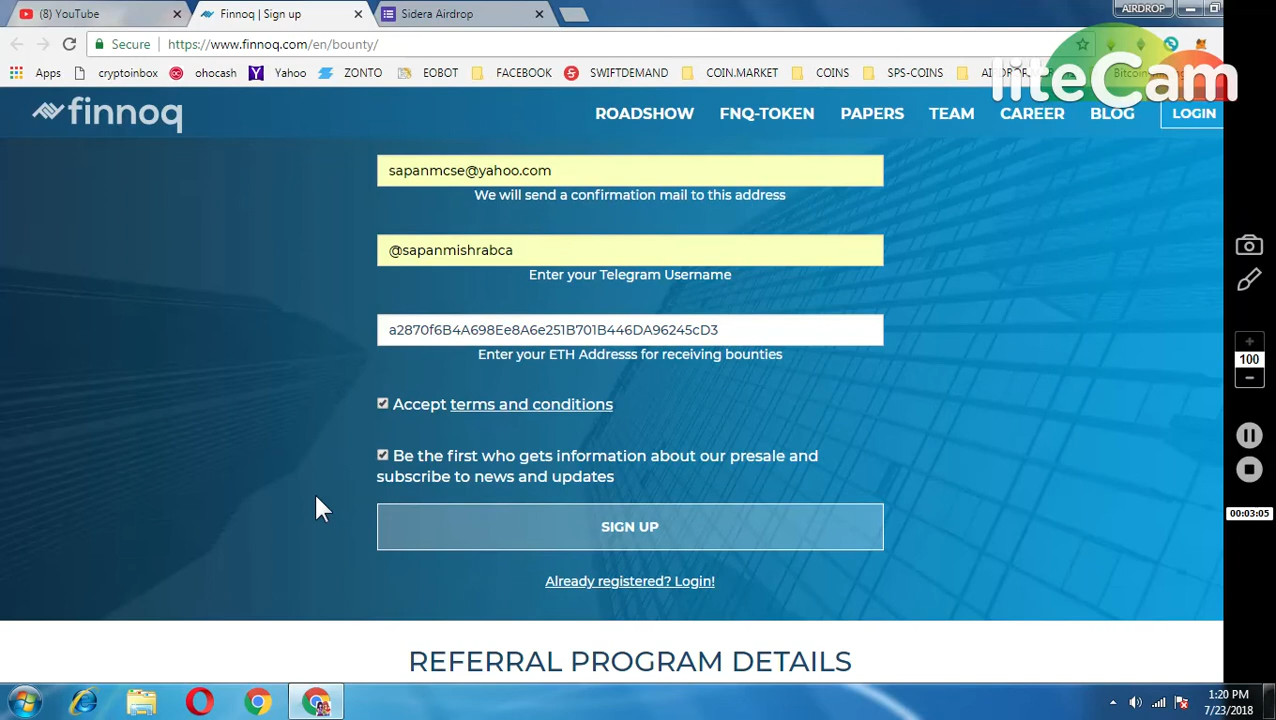 (8) YouTube
Finnoq | Sign up
Sidera Airdrop
AIRDROP
Secure
https://www.finnoq.com/en/bounty/
Apps
cryptoinbox
ohocash
Yahoo
ZONTO
EOBOT
FACEBOOK
SWIFTDEMAND
COIN.MARKET
COINS
SPS-COINS
liteCam
finnoq
ROADSHOW
FNQ-TOKEN
PAPERS
TEAM
CAREER
BLOG
LOGIN
sapanmcse@yahoo.com
We will send a confirmation mail to this address
@sapanmishrabca
Enter your Telegram Username
a2870f6B4A698Ee8A6e251B701B446DA96245cD3
Enter your ETH Addresss for receiving bounties
Accept terms and conditions
Be the first who gets information about our presale and
subscribe to news and updates
SIGN UP
Already registered? Login!
REFERRAL PROGRAM DETAILS
100
00:03:05
1:20 PM
7/23/2018